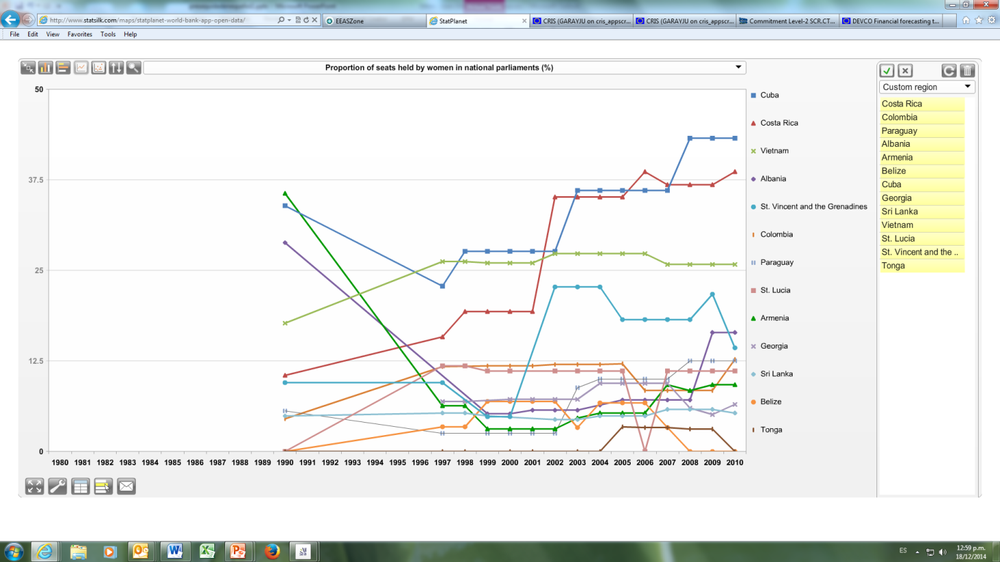 http://www.statsilk.com/maps/statplanet-world-bank-app-open-data/
EEASZone
StatPlanet
CRIS (GARAYJU on cris_appscr...
CRIS (GARAYJU on cris_appscr...
Commitment Level-2 SCR.CT...
DEVCO Financial forecasting t...
File Edit View Favorites Tools Help
Proportion of seats held by women in national parliaments (%)
50
37.5
25
12.5
0
1980 1981 1982 1983 1984 1985 1986 1987 1988 1989 1990 1991 1992 1993 1994 1995 1996 1997 1998 1999 2000 2001 2002 2003 2004 2005 2006 2007 2008 2009 2010
Cuba
Costa Rica
Vietnam
Albania
St. Vincent and the Grenadines
Colombia
Paraguay
St. Lucia
Armenia
Georgia
Sri Lanka
Belize
Tonga
Custom region
Costa Rica
Colombia
Paraguay
Albania
Armenia
Belize
Cuba
Georgia
Sri Lanka
Vietnam
St. Lucia
St. Vincent and the ..
Tonga
ES
12:59 p.m.
18/12/2014